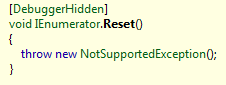 [DebuggerHidden]
void IEnumerator.Reset()
{
    throw new NotSupportedException();
}